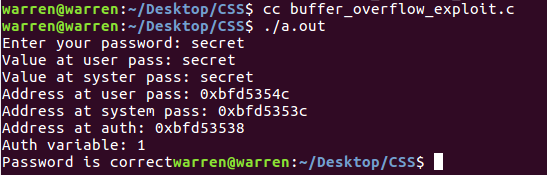 warren@warren:~/Desktop/CSS$ cc buffer_overflow_exploit.c
warren@warren:~/Desktop/CSS$ ./a.out
Enter your password: secret
Value at user pass: secret
Value at syster pass: secret
Address at user pass: 0xbfd5354c
Address at system pass: 0xbfd5353c
Address at auth: 0xbfd53538
Auth variable: 1
Password is correctwarren@warren:~/Desktop/CSS$